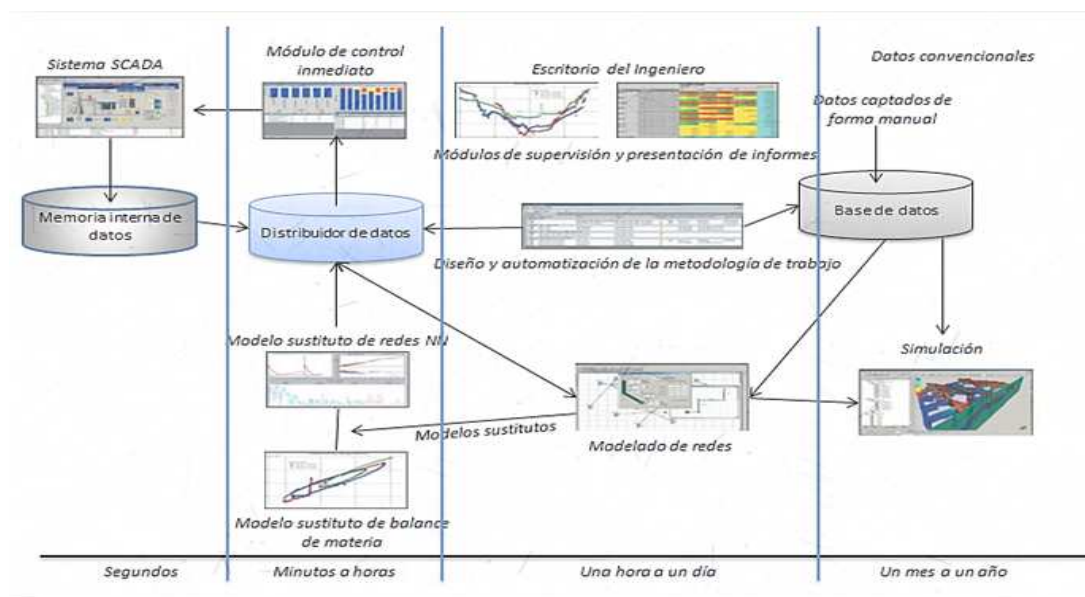 Sistema SCADA
Módulo de control
inmediato
Escritorio del Ingeniero
Datos convencionales
Datos captados de
forma manual
Módulos de supervisión y presentación de informes
Memoria interna de
datos
Distribuidor de datos
Base de datos
Diseño y automatización de la metodología de trabajo
Modelo sustituto de redes NN
Simulación
Modelos sustitutos
Modelado de redes
Modelo sustituto de balance
de materia
Segundos
Minutos a horas
Una hora a un día
Un mes a un año